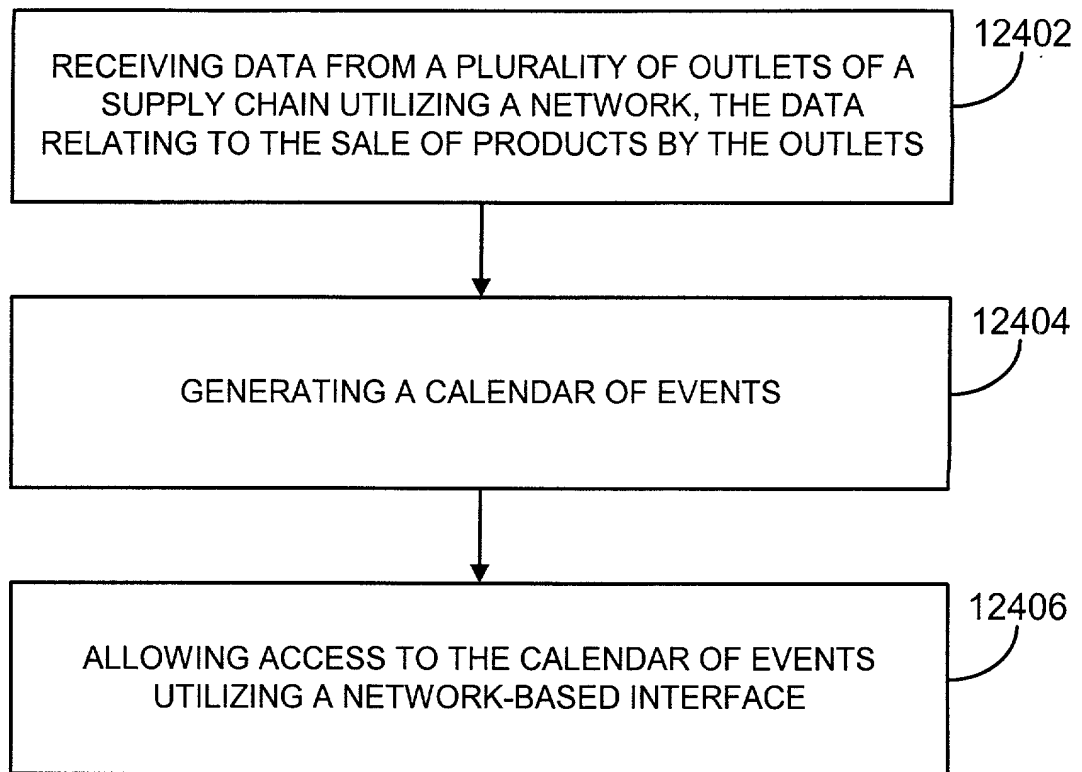 12402
RECEIVING DATA FROM A PLURALITY OF OUTLETS OF A
SUPPLY CHAIN UTILIZING A NETWORK, THE DATA
RELATING TO THE SALE OF PRODUCTS BY THE OUTLETS
12404
GENERATING A CALENDAR OF EVENTS
12406
ALLOWING ACCESS TO THE CALENDAR OF EVENTS
UTILIZING A NETWORK-BASED INTERFACE